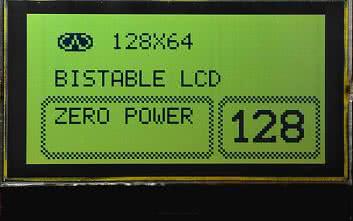 128X64
BISTABLE LCD
ZERO POWER
128